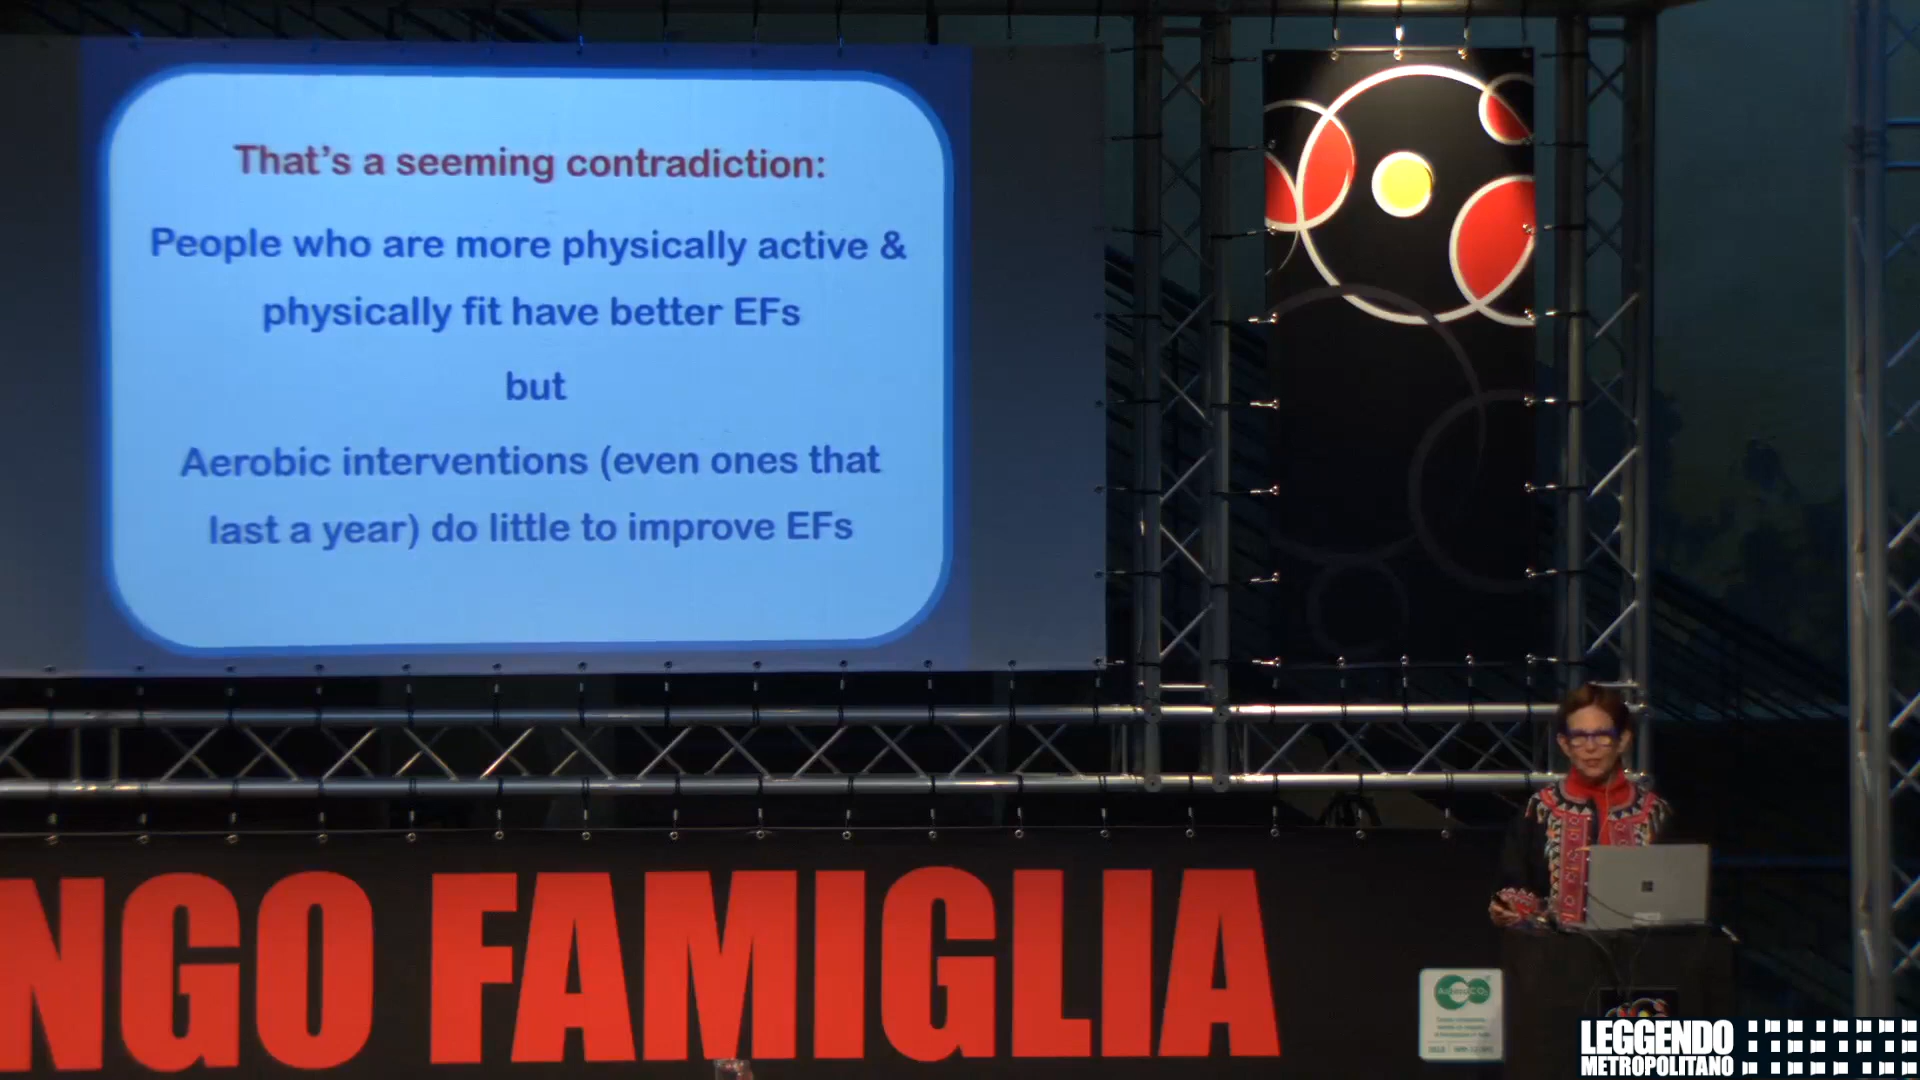 That's a seeming contradiction:
People who are more physically active &
physically fit have better EFs
but
Aerobic interventions (even ones that
last a year) do little to improve EFs
NGO FAMIGLIA
LEGGENDO
METROPOLITANO